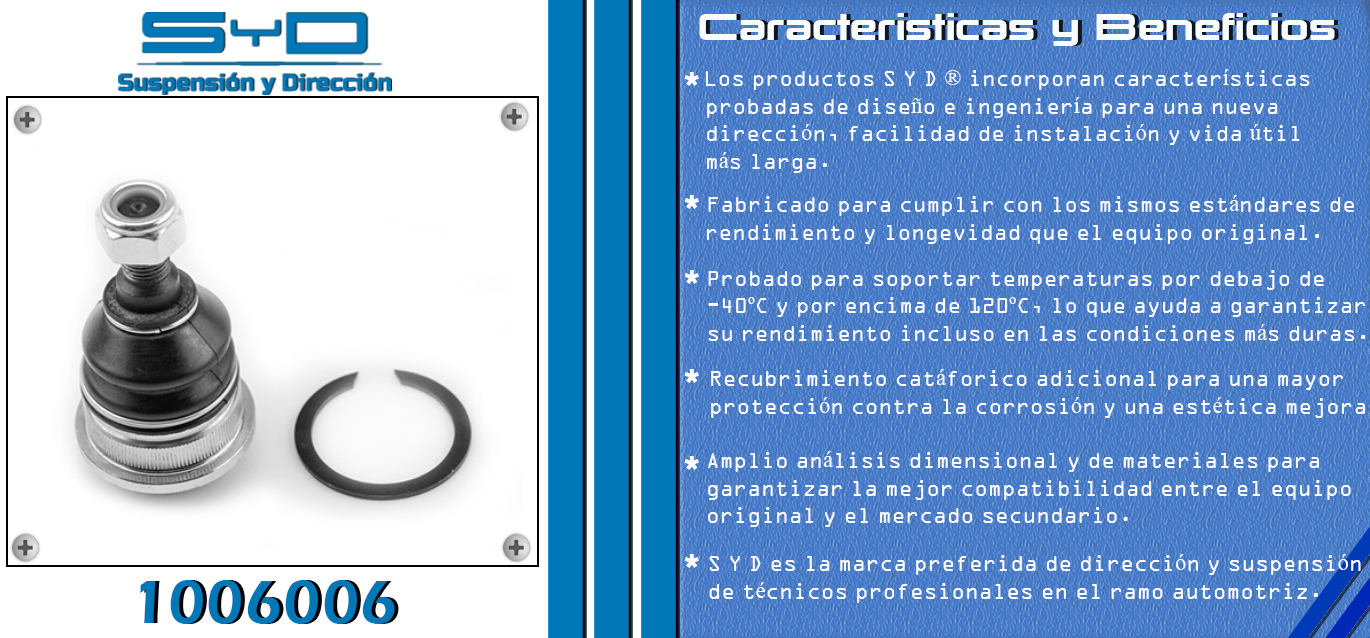 SYD
Suspensión y Dirección
1006006
Caracteristicas y Beneficios
* Los productos S Y D ® incorporan características
probadas de diseño e ingeniería para una nueva
dirección, facilidad de instalación y vida útil
más larga.
* Fabricado para cumplir con los mismos estándares de
rendimiento y longevidad que el equipo original.
* Probado para soportar temperaturas por debajo de
-40ºC y por encima de 120ºC, lo que ayuda a garantizar
su rendimiento incluso en las condiciones más duras.
* Recubrimiento catáforico adicional para una mayor
protección contra la corrosión y una estética mejora
* Amplio análisis dimensional y de materiales para
garantizar la mejor compatibilidad entre el equipo
original y el mercado secundario.
* S Y D es la marca preferida de dirección y suspensión
de técnicos profesionales en el ramo automotriz.